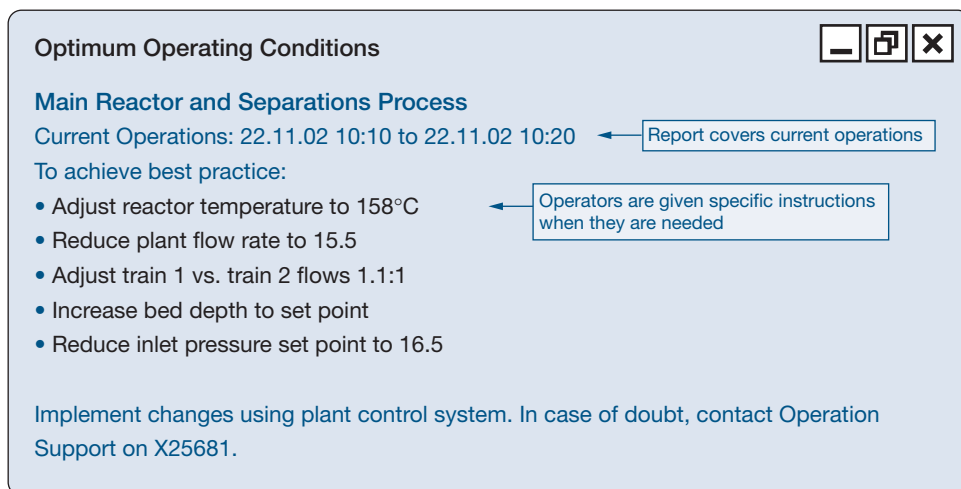 Optimum Operating Conditions
Main Reactor and Separations Process
Current Operations: 22.11.02 10:10 to 22.11.02 10:20
Report covers current operations
To achieve best practice:
• Adjust reactor temperature to 158°C
Operators are given specific instructions
when they are needed
• Reduce plant flow rate to 15.5
• Adjust train 1 vs. train 2 flows 1.1:1
• Increase bed depth to set point
• Reduce inlet pressure set point to 16.5
Implement changes using plant control system. In case of doubt, contact Operation
Support on X25681.